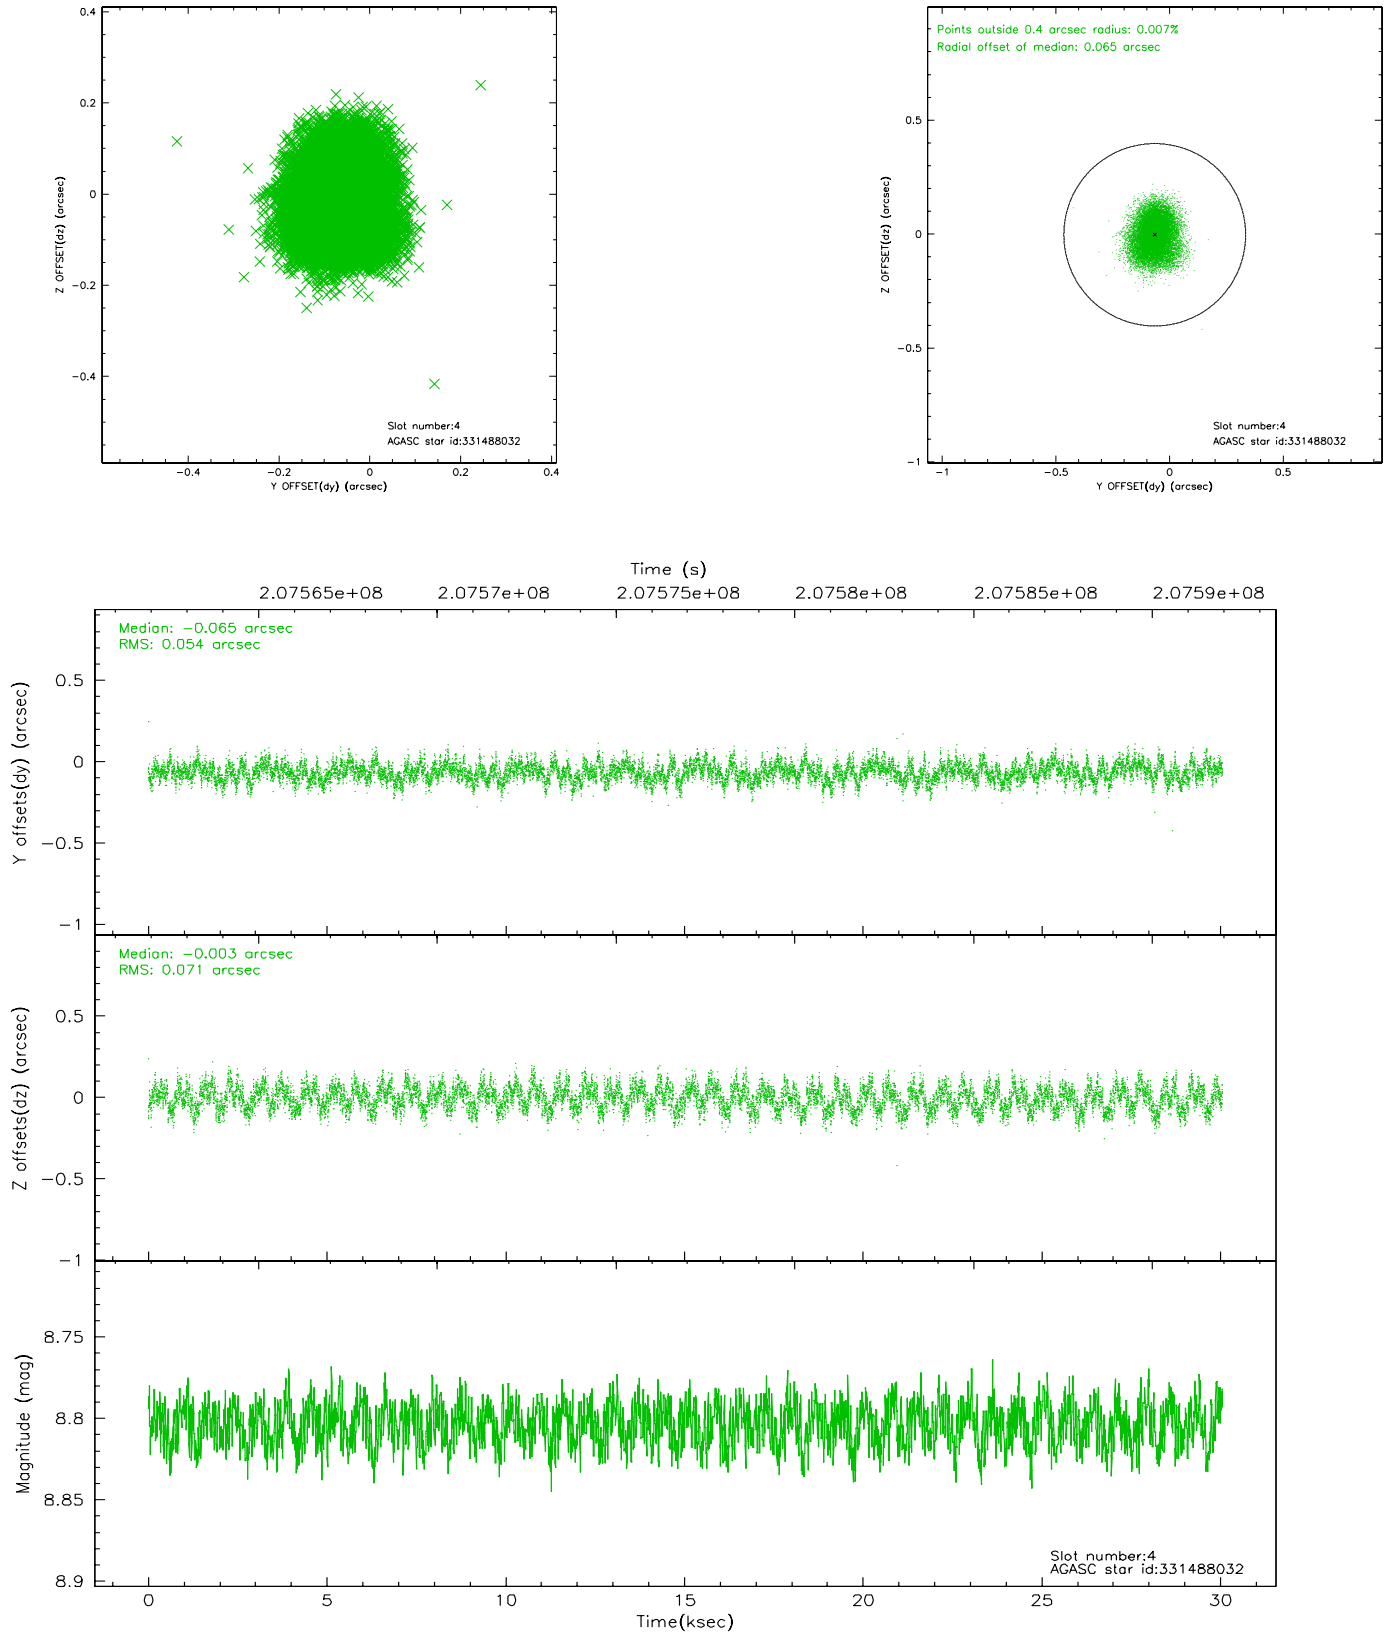 0.4
0.2
0
-0.2
-0.4
Z OFFSET(dz) (arcsec)
Slot number:4
AGASC star id:331488032
-0.4 -0.2 0 0.2 0.4
Y OFFSET(dy) (arcsec)
Points outside 0.4 arcsec radius: 0.007%
Radial offset of median: 0.065 arcsec
0.5
0
-0.5
-1
Z OFFSET(dz) (arcsec)
Slot number:4
AGASC star id:331488032
-1 -0.5 0 0.5
Y OFFSET(dy) (arcsec)
Time (s)
2.07565e+08 2.0757e+08 2.07575e+08 2.0758e+08 2.07585e+08 2.0759e+08
Median: -0.065 arcsec
RMS: 0.054 arcsec
0.5
0
-0.5
-1
Y offsets(dy) (arcsec)
Median: -0.003 arcsec
RMS: 0.071 arcsec
0.5
0
-0.5
-1
Z offsets(dz) (arcsec)
8.75
8.8
8.85
8.9
Magnitude (mag)
Slot number:4
AGASC star id:331488032
0 5 10 15 20 25 30
Time(ksec)